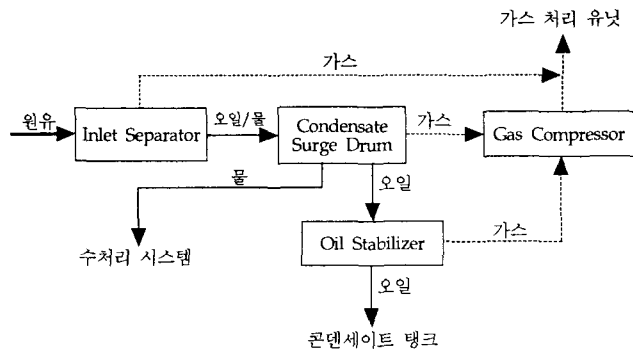 가스 처리 유닛
가스
원유
Inlet Separator
오일/물
Condensate
Surge Drum
가스
Gas Compressor
물
오일
수처리 시스템
Oil Stabilizer
가스
오일
콘덴세이트 탱크